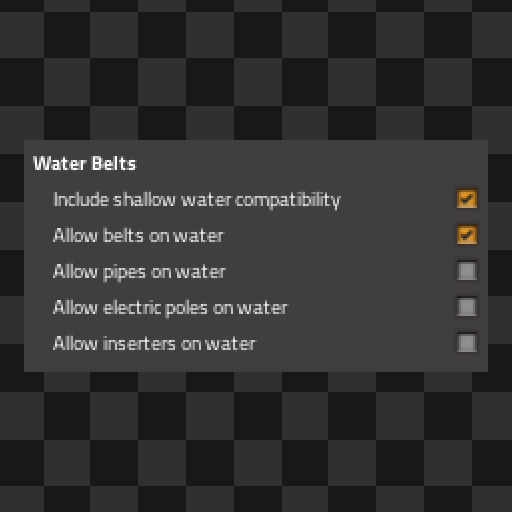 Water Belts
Include shallow water compatibility
Allow belts on water
Allow pipes on water
Allow electric poles on water
Allow inserters on water